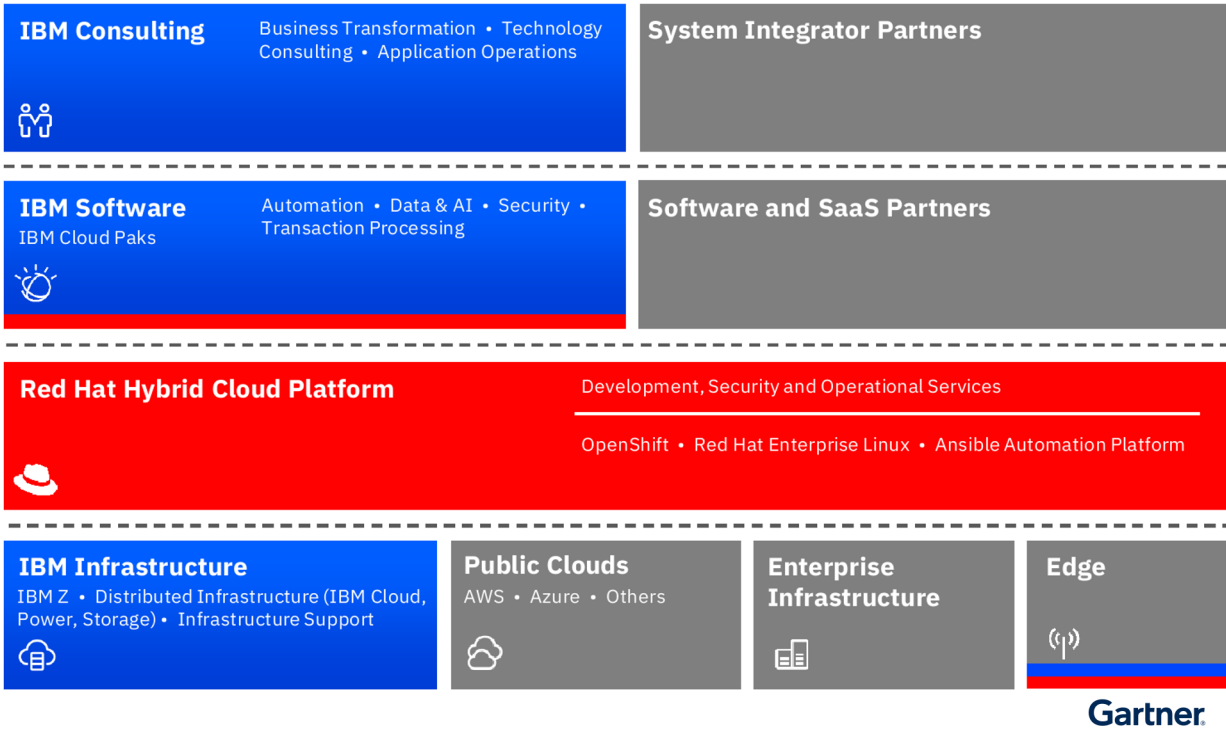 IBM Consulting
Business Transformation • Technology
Consulting • Application Operations
System Integrator Partners
IBM Software
IBM Cloud Paks
Automation • Data & AI • Security •
Transaction Processing
Software and SaaS Partners
Red Hat Hybrid Cloud Platform
Development, Security and Operational Services
OpenShift • Red Hat Enterprise Linux • Ansible Automation Platform
IBM Infrastructure
IBM Z • Distributed Infrastructure (IBM Cloud,
Power, Storage) • Infrastructure Support
Public Clouds
AWS • Azure • Others
Enterprise
Infrastructure
Edge
Gartner®